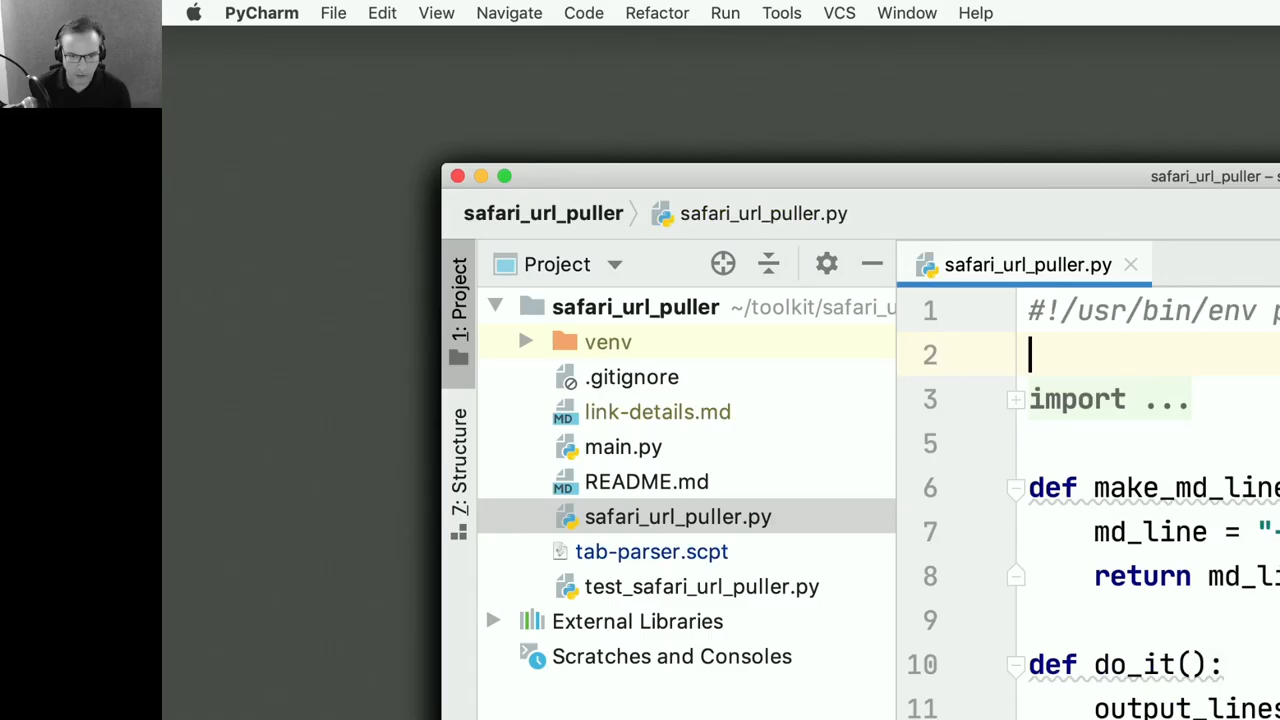 PyCharm File Edit View Navigate Code Refactor Run Tools VCS Window Help
safari_url_puller –
safari_url_puller safari_url_puller.py
1: Project
7: Structure
Project
safari_url_puller ~/toolkit/safari_u
venv
.gitignore
MD link-details.md
main.py
MD README.md
safari_url_puller.py
tab-parser.scpt
test_safari_url_puller.py
External Libraries
Scratches and Consoles
safari_url_puller.py
1 #!/usr/bin/env p
2
3 import ...
5
6 def make_md_line
7 md_line = "-
8 return md_li
9
10 def do_it():
11 output_lines